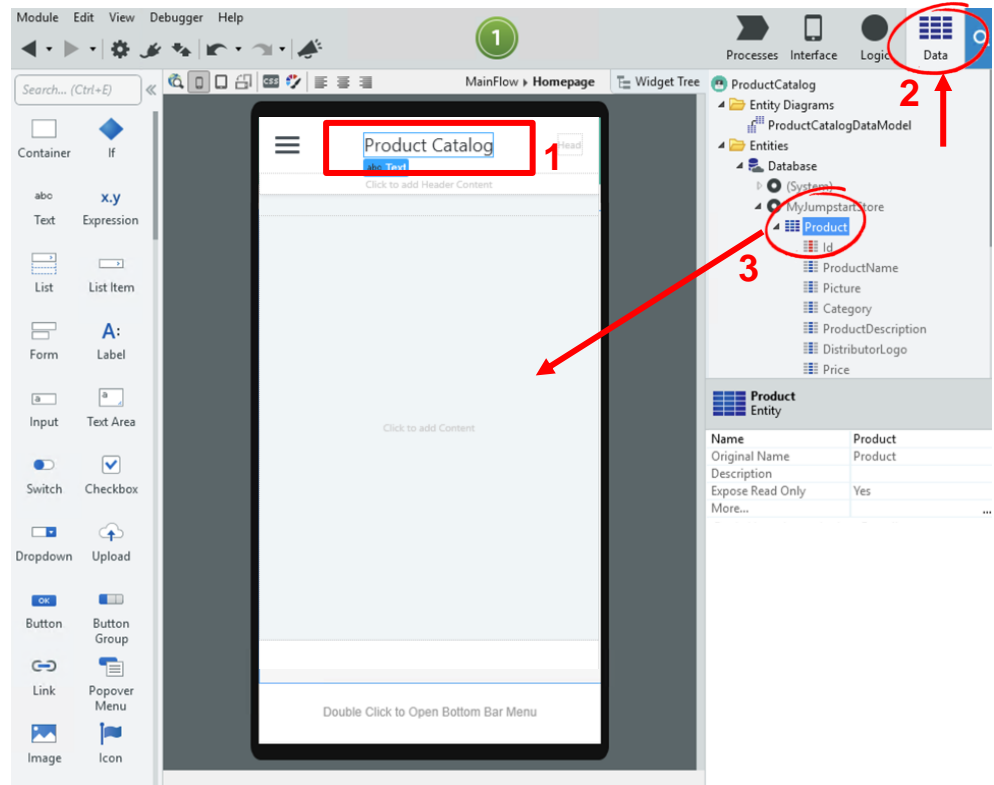 Module Edit View Debugger Help
1
Processes Interface Logic Data
Search... (Ctrl+E)
CSS
MainFlow Homepage
Widget Tree
Container If
abc x.y
Text Expression
List List Item
Form A: Label
a a
Input Text Area
Switch Checkbox
Dropdown Upload
OK
Button Button Group
Link Popover Menu
Image Icon
Product Catalog
1
Head
abc Text
Click to add Header Content
Click to add Content
Double Click to Open Bottom Bar Menu
ProductCatalog
2
Entity Diagrams
ProductCatalogDataModel
Entities
Database
(System)
MyJumpstartStore
Product
3
Id
ProductName
Picture
Category
ProductDescription
DistributorLogo
Price
Product
Entity
Name Product
Original Name Product
Description
Expose Read Only Yes
More... ...